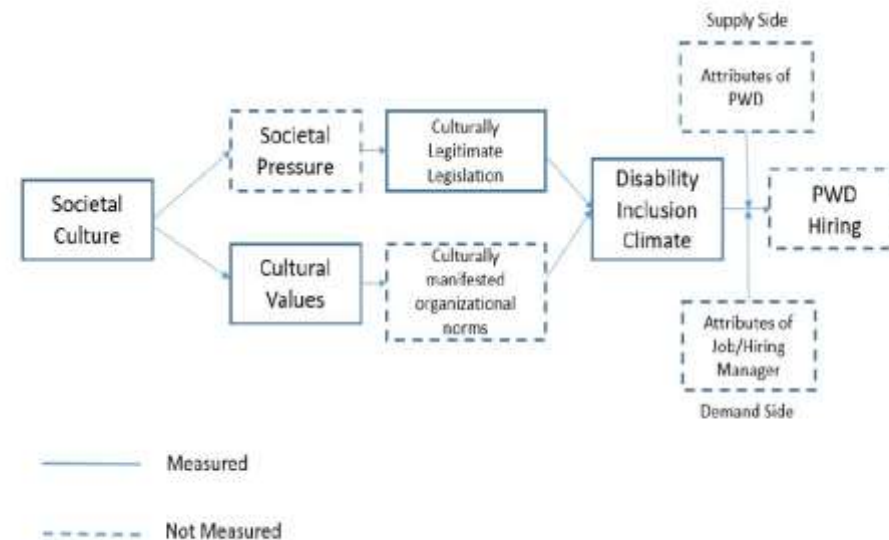 Supply Side
Attributes of
PWD
Societal
Pressure
Culturally
Legitimate
Legislation
Societal
Culture
Disability
Inclusion
Climate
PWD
Hiring
Cultural
Values
Culturally
manifested
organizational
norms
Attributes of
Job/Hiring
Manager
Demand Side
Measured
Not Measured